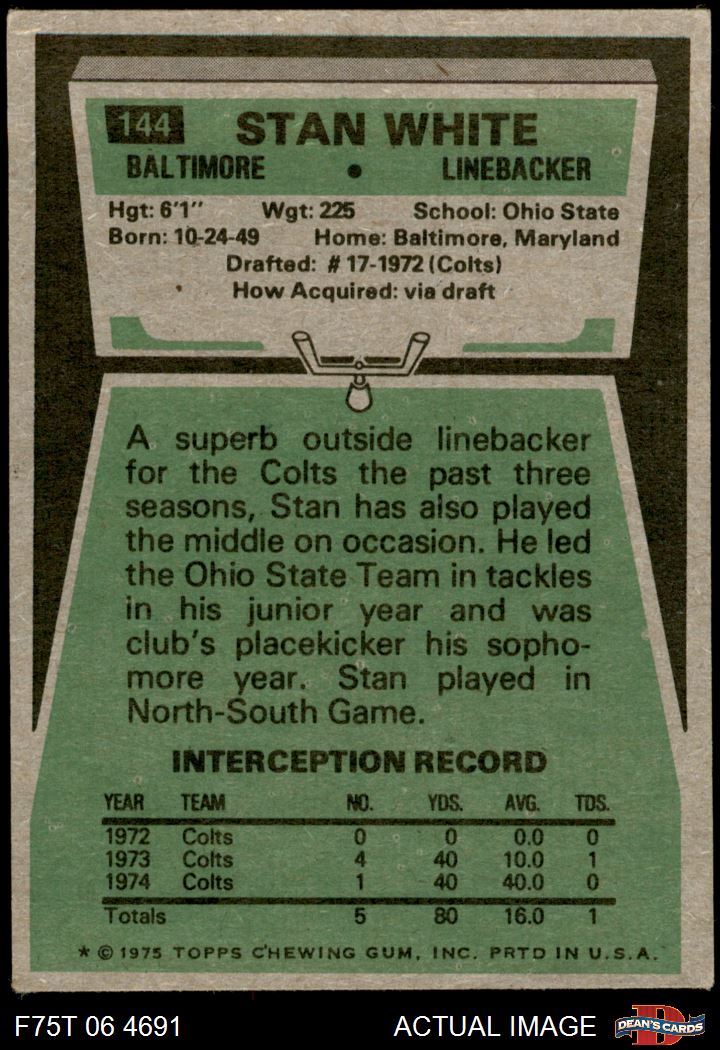 144 STAN WHITE
BALTIMORE • LINEBACKER
Hgt: 6'1" Wgt: 225 School: Ohio State
Born: 10-24-49 Home: Baltimore, Maryland
Drafted: #17-1972 (Colts)
How Acquired: via draft
A superb outside linebacker
for the Colts the past three
seasons, Stan has also played
the middle on occasion. He led
the Ohio State Team in tackles
in his junior year and was
club's placekicker his sopho-
more year. Stan played in
North-South Game.
INTERCEPTION RECORD
YEAR TEAM NO. YDS. AVG. TDS.
1972 Colts 0 0 0.0 0
1973 Colts 4 40 10.0 1
1974 Colts 1 40 40.0 0
Totals 5 80 16.0 1
* © 1975 TOPPS CHEWING GUM, INC. PRTD IN U.S.A.
F75T 06 4691 ACTUAL IMAGE D DEAN'S CARDS